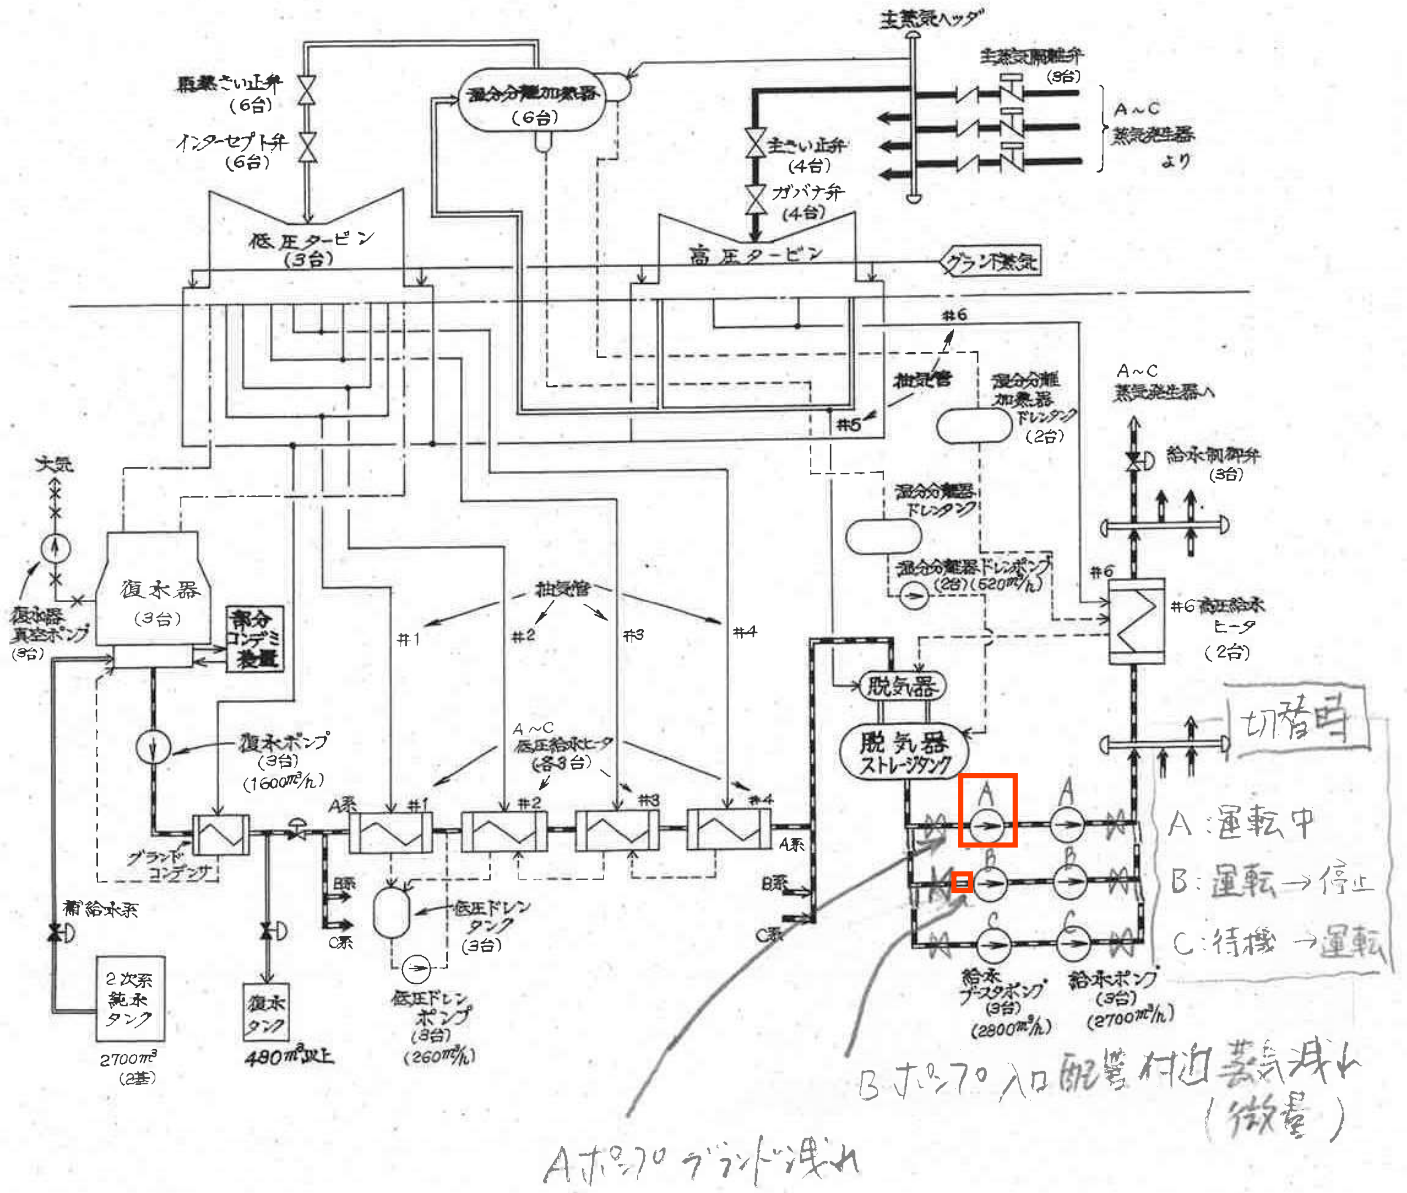 主蒸気ヘッダ
主蒸気隔離弁
(3台)
A～C
蒸気発生器
より
再熱さい止弁
(6台)
インターセプト弁
(6台)
湿分分離加熱器
(6台)
主さい止弁
(4台)
ガバナ弁
(4台)
低圧タービン
(3台)
高圧タービン
グランド蒸気
#6
抽気管
#5
湿分分離
加熱器
ドレンタンク
(2台)
A～C
蒸気発生器へ
給水制御弁
(3台)
大気
湿分分離器
ドレンタンク
湿分分離器ドレンポンプ
(2台)(520m³/h)
復水器
(3台)
復水器
真空ポンプ
(3台)
部分
コンデミ
装置
抽気管
#1
#2
#3
#4
#6
#6高圧給水
ヒータ
(2台)
脱気器
脱気器
ストレージタンク
復水ポンプ
(3台)
(1600m³/h)
A～C
低圧給水ヒータ
(各3台)
A系
#1
#2
#3
#4
A系
グランド
コンデンサ
B系
C系
B系
C系
低圧ドレン
タンク
(3台)
低圧ドレン
ポンプ
(3台)
(260m³/h)
補給水系
2次系
純水
タンク
2700m³
(2基)
復水
タンク
480m³以上
A
A
B
B
C
C
給水
ブースタポンプ
(3台)
(2800m³/h)
給水ポンプ
(3台)
(2700m³/h)
切替時
A:運転中
B:運転→停止
C:待機→運転
Bポンプ入口配管付近蒸気洩れ
(微量)
Aポンプグランド洩れ